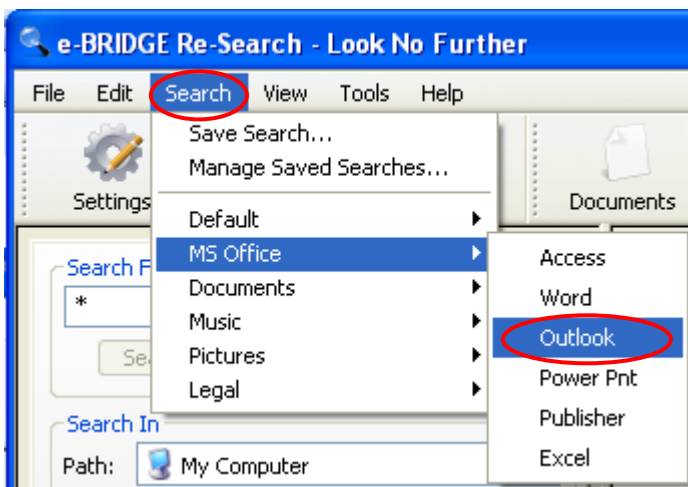 e-BRIDGE Re-Search - Look No Further
File Edit Search View Tools Help
Save Search...
Manage Saved Searches...
Settings
Documents
Default
MS Office
Documents
Music
Pictures
Legal
Access
Word
Outlook
Power Pnt
Publisher
Excel
Search F
*
Se
Search In
Path: My Computer